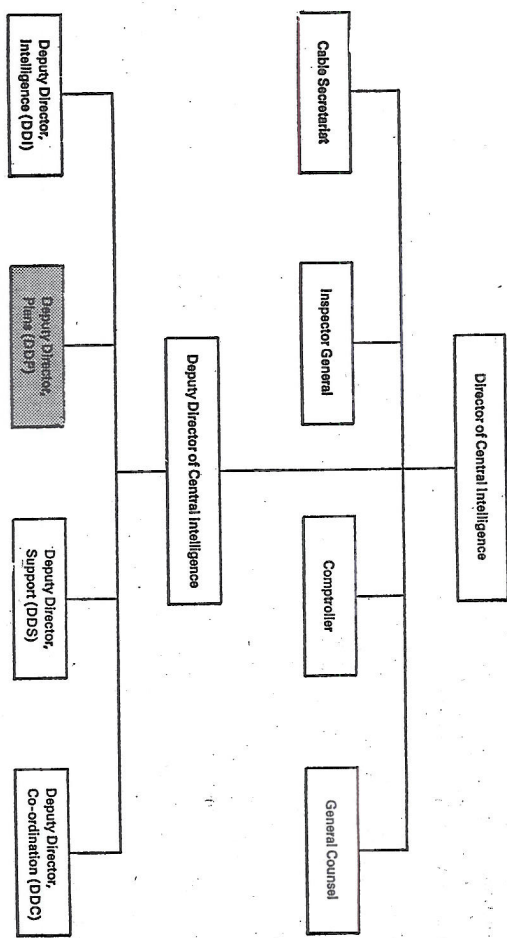 Director of Central Intelligence
Cable Secretariat
Inspector General
Comptroller
General Counsel
Deputy Director of Central Intelligence
Deputy Director,
Intelligence (DDI)
Deputy Director,
Plans (DDP)
Deputy Director,
Support (DDS)
Deputy Director,
Co-ordination (DDC)